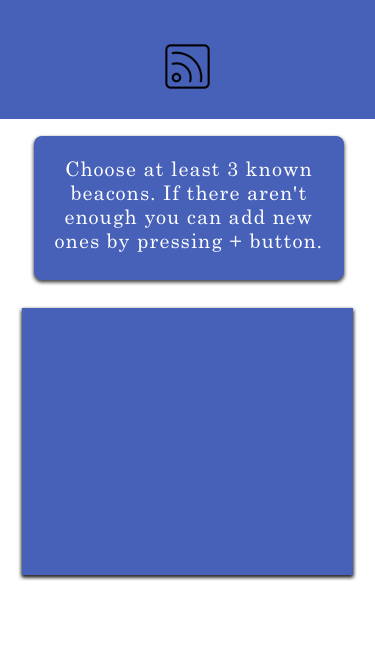 Choose at least 3 known
beacons. If there aren't
enough you can add new
ones by pressing + button.